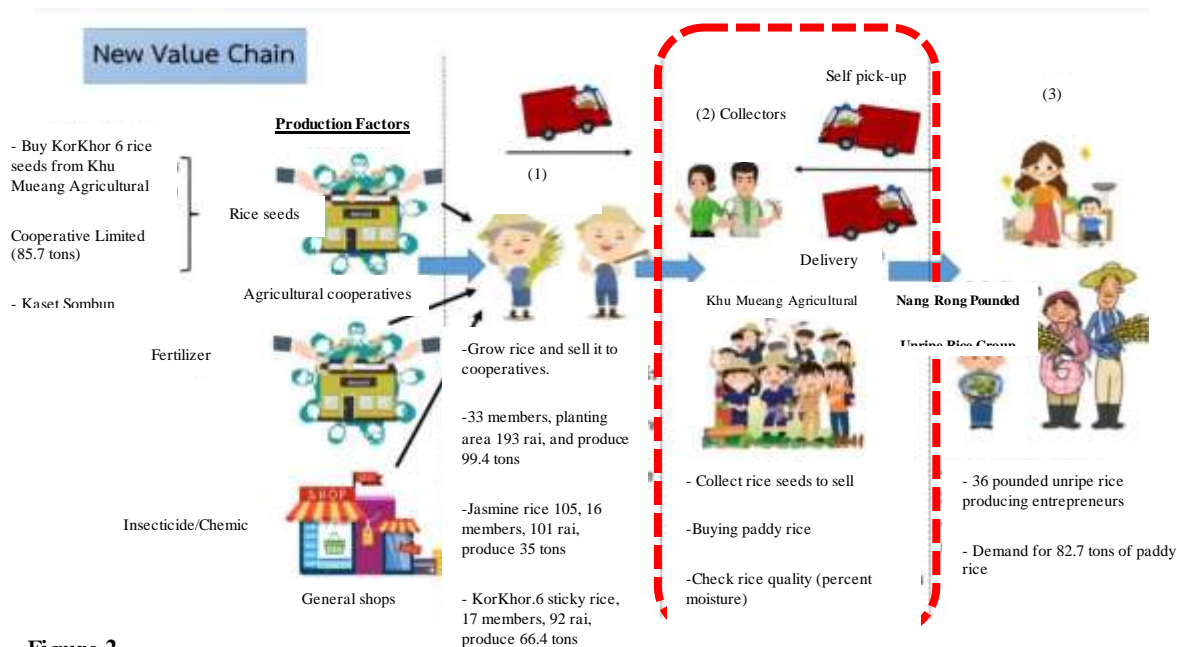 New Value Chain
- Buy KorKhor 6 rice
seeds from Khu
Mueang Agricultural
Cooperative Limited
(85.7 tons)
- Kaset Sombun
Production Factors
Rice seeds
Agricultural cooperatives
Fertilizer
SHOP
Insecticide/Chemic
General shops
(1)
-Grow rice and sell it to
cooperatives.
-33 members, planting
area 193 rai, and produce
99.4 tons
-Jasmine rice 105, 16
members, 101 rai,
produce 35 tons
- KorKhor.6 sticky rice,
17 members, 92 rai,
produce 66.4 tons
Self pick-up
(2) Collectors
Delivery
Khu Mueang Agricultural
- Collect rice seeds to sell
-Buying paddy rice
-Check rice quality (percent
moisture)
(3)
Nang Rong Pounded
Unripe Rice Group
- 36 pounded unripe rice
producing entrepreneurs
- Demand for 82.7 tons of paddy
rice
Figure 2